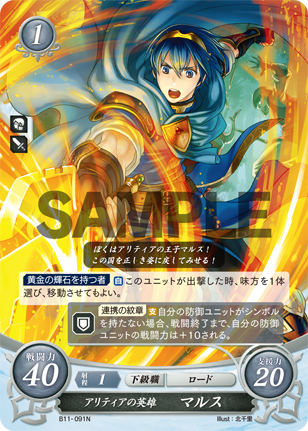 1
SAMPLE
ぼくはアリティアの王子マルス!
この国を正しき姿に戻してみせる!
黄金の輝石を持つ者 自 このユニットが出撃した時、味方を1体
選び、移動させてもよい。
連携の紋章 支 自分の防御ユニットがシンボル
を持たない場合、戦闘終了まで、自分の防御
ユニットの戦闘力は+10される。
戦闘力
40
射程 1 下級職 ロード
支援力
20
アリティアの英雄 マルス
B11-091N
Illust：北千里